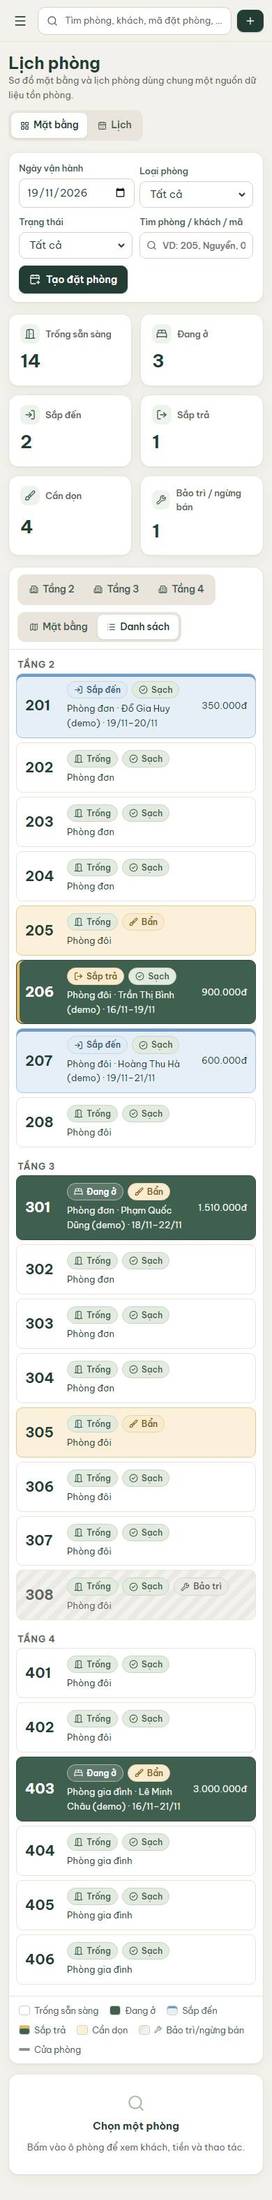 Tìm phòng, khách, mã đặt phòng, ...
Lịch phòng
Sơ đồ mặt bằng và lịch phòng dùng chung một nguồn dữ
liệu tồn phòng.
Mặt bằng
Lịch
Ngày vận hành
Loại phòng
19/11/2026
Tất cả
Trạng thái
Tìm phòng / khách / mã
Tất cả
VD: 205, Nguyễn, 0
Tạo đặt phòng
Trống sẵn sàng
14
Đang ở
3
Sắp đến
2
Sắp trả
1
Cần dọn
4
Bảo trì / ngừng
bán
1
Tầng 2
Tầng 3
Tầng 4
Mặt bằng
Danh sách
TẦNG 2
201
Sắp đến
Sạch
Phòng đơn · Đỗ Gia Huy
(demo) · 19/11–20/11
350.000đ
202
Trống
Sạch
Phòng đơn
203
Trống
Sạch
Phòng đơn
204
Trống
Sạch
Phòng đơn
205
Trống
Bẩn
Phòng đôi
206
Sắp trả
Sạch
Phòng đôi · Trần Thị Bình
(demo) · 16/11–19/11
900.000đ
207
Sắp đến
Sạch
Phòng đôi · Hoàng Thu Hà
(demo) · 19/11–21/11
600.000đ
208
Trống
Sạch
Phòng đôi
TẦNG 3
301
Đang ở
Bẩn
Phòng đơn · Phạm Quốc
Dũng (demo) · 18/11–22/11
1.510.000đ
302
Trống
Sạch
Phòng đơn
303
Trống
Sạch
Phòng đơn
304
Trống
Sạch
Phòng đơn
305
Trống
Bẩn
Phòng đôi
306
Trống
Sạch
Phòng đôi
307
Trống
Sạch
Phòng đôi
308
Trống
Sạch
Bảo trì
Phòng đôi
TẦNG 4
401
Trống
Sạch
Phòng đôi
402
Trống
Sạch
Phòng đôi
403
Đang ở
Bẩn
Phòng gia đình · Lê Minh
Châu (demo) · 16/11–21/11
3.000.000đ
404
Trống
Sạch
Phòng gia đình
405
Trống
Sạch
Phòng gia đình
406
Trống
Sạch
Phòng gia đình
Trống sẵn sàng
Đang ở
Sắp đến
Sắp trả
Cần dọn
Bảo trì/ngừng bán
Cửa phòng
Chọn một phòng
Bấm vào ô phòng để xem khách, tiền và thao tác.